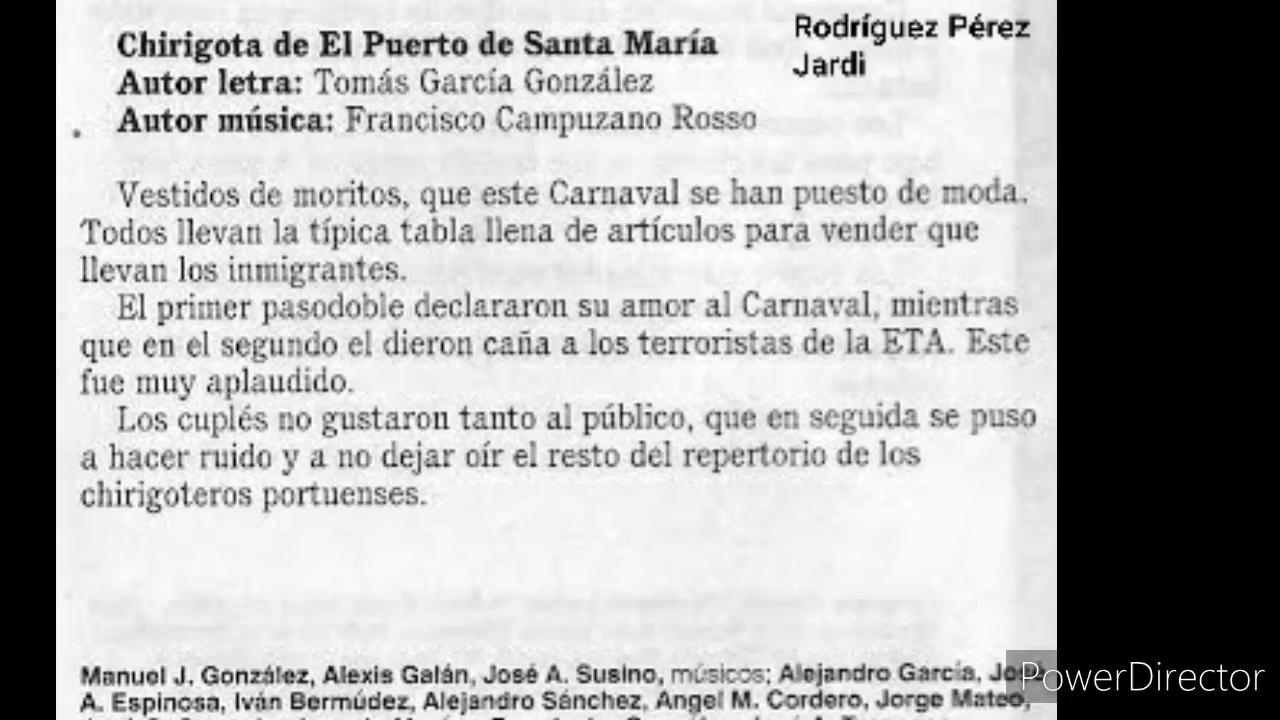 Rodríguez Pérez
Jardi
Chirigota de El Puerto de Santa María
Autor letra: Tomás García González
Autor música: Francisco Campuzano Rosso
Vestidos de moritos, que este Carnaval se han puesto de moda.
Todos llevan la típica tabla llena de artículos para vender que
llevan los inmigrantes.
El primer pasodoble declararon su amor al Carnaval, mientras
que en el segundo el dieron caña a los terroristas de la ETA. Este
fue muy aplaudido.
Los cuplés no gustaron tanto al público, que en seguida se puso
a hacer ruido y a no dejar oír el resto del repertorio de los
chirigoteros portuenses.
Manuel J. González, Alexis Galán, José A. Susino, músicos; Alejandro García,
A. Espinosa, Iván Bermúdez, Alejandro Sánchez, Angel M. Cordero, Jorge Mateo,
PowerDirector